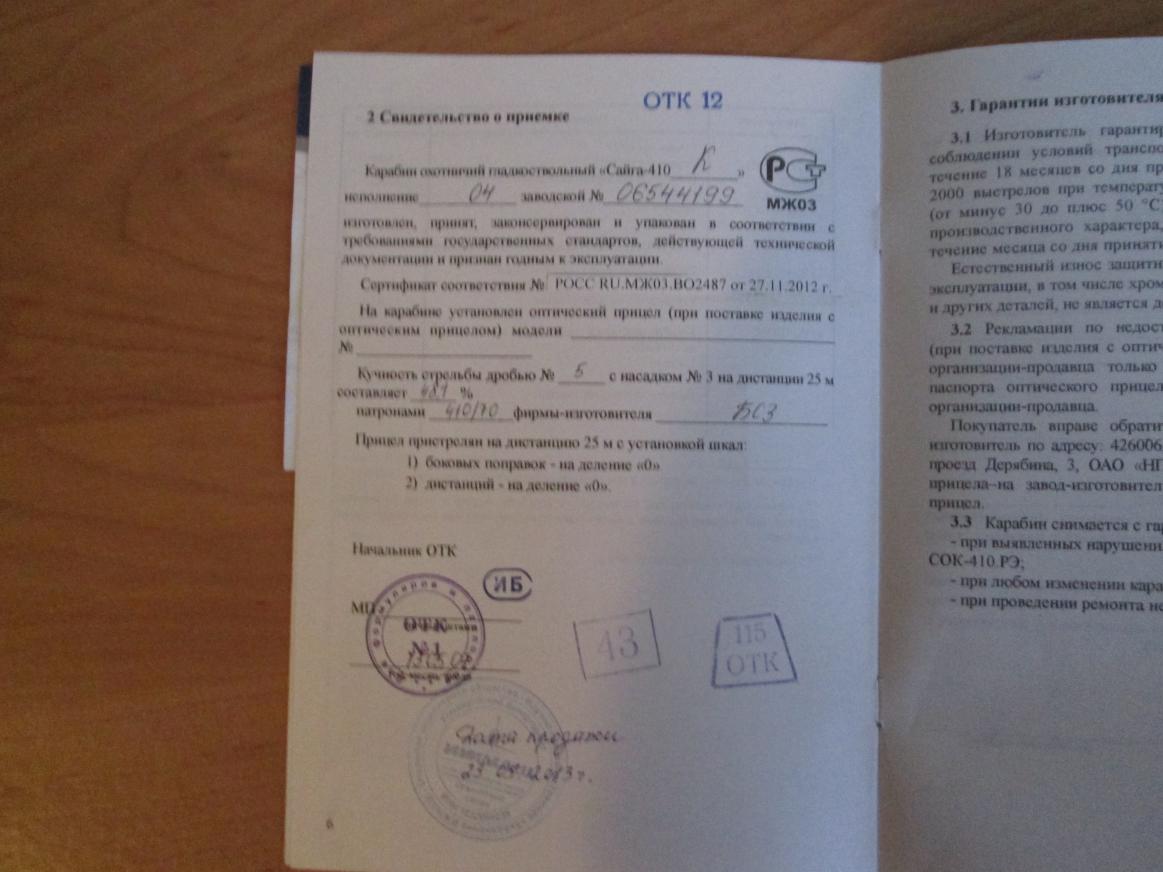 ОТК 12
2 Свидетельство о приемке
Карабин охотничий гладкоствольный «Сайга-410 К »
исполнение 04 заводской № 06544199
РСТ
МЖ03
изготовлен, принят, законсервирован и упакован в соответствии с
требованиями государственных стандартов, действующей технической
документации и признан годным к эксплуатации.
Сертификат соответствия № РОСС RU.МЖ03.ВО2487 от 27.11.2012 г.
На карабине установлен оптический прицел (при поставке изделия с
оптическим прицелом) модели
№
Кучность стрельбы дробью № 5 с насадком № 3 на дистанции 25 м
составляет %
патронами 410/70 фирмы-изготовителя БСЗ
Прицел пристрелян на дистанцию 25 м с установкой шкал:
1) боковых поправок - на деление «0»
2) дистанций - на деление «0».
Начальник ОТК
ИБ
МП
ОТК
№1
43
115
ОТК
Дата продажи
6
3. Гарантии изготовителя
3.1 Изготовитель гарантир
соблюдении условий транспо
течение 18 месяцев со дня пр
2000 выстрелов при температу
(от минус 30 до плюс 50 °С
производственного характера,
течение месяца со дня приняти
Естественный износ защитн
эксплуатации, в том числе хром
и других деталей, не является д
3.2 Рекламации по недост
(при поставке изделия с оптич
организации-продавца только
паспорта оптического прицел
организации-продавца.
Покупатель вправе обратит
изготовитель по адресу: 426006
проезд Дерябина, 3, ОАО «НП
прицела–на завод-изготовител
прицел.
3.3 Карабин снимается с гар
- при выявленных нарушени
СОК-410.РЭ;
- при любом изменении кара
- при проведении ремонта не